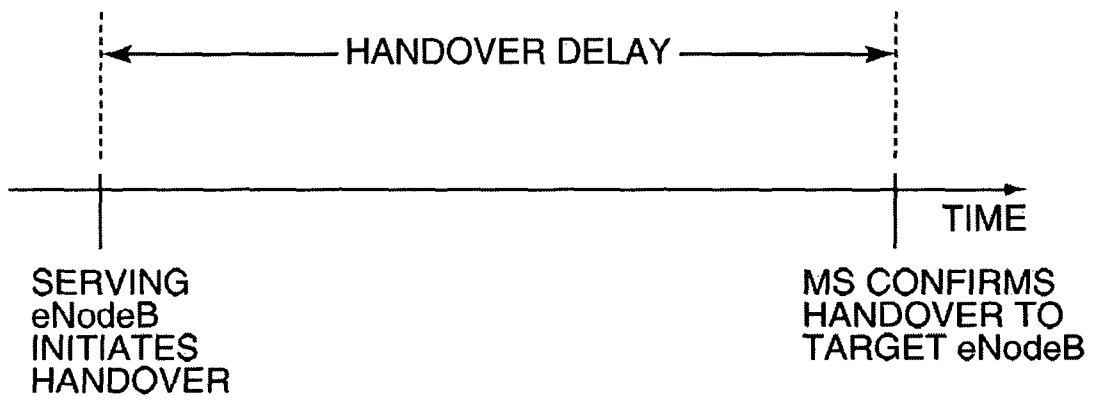 HANDOVER DELAY
TIME
SERVING
eNodeB
INITIATES
HANDOVER
MS CONFIRMS
HANDOVER TO
TARGET eNodeB